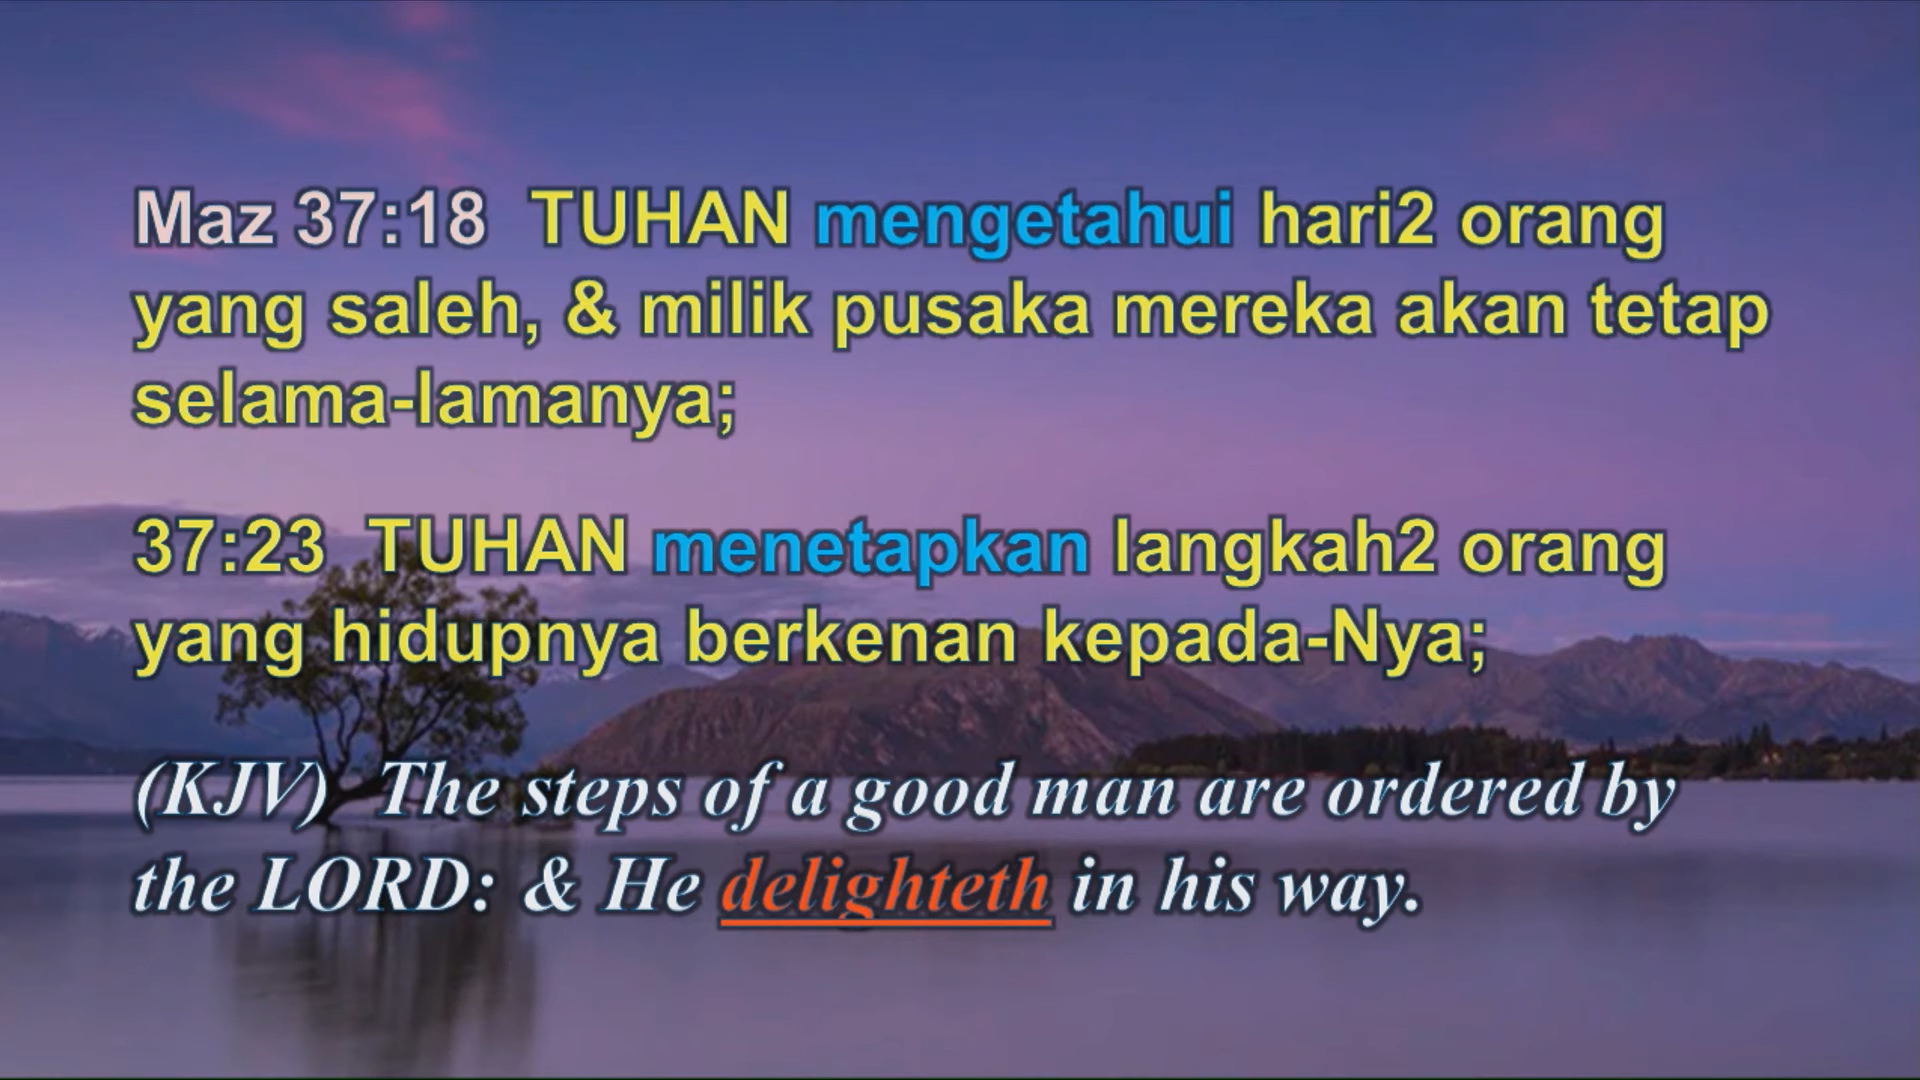 Maz 37:18 TUHAN mengetahui hari2 orang
yang saleh, & milik pusaka mereka akan tetap
selama-lamanya;
37:23 TUHAN menetapkan langkah2 orang
yang hidupnya berkenan kepada-Nya;
(KJV) The steps of a good man are ordered by
the LORD: & He delighteth in his way.